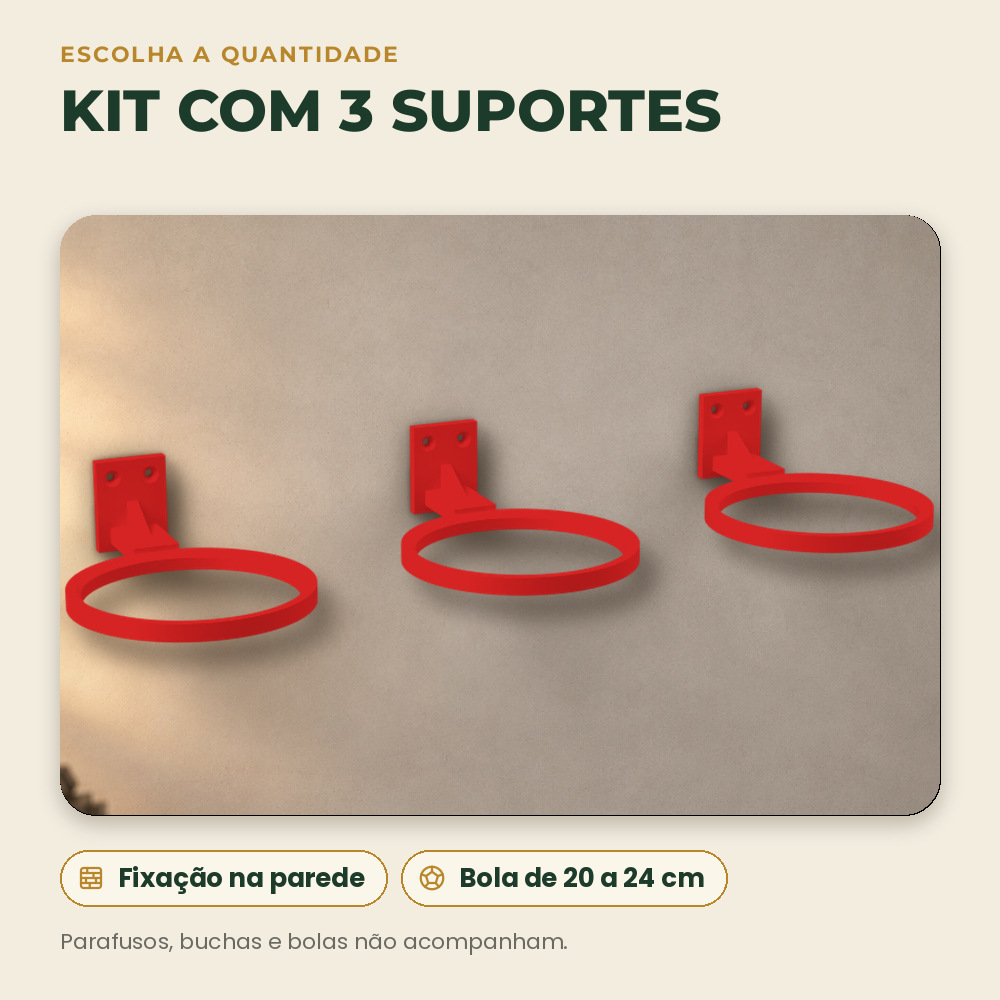 ESCOLHA A QUANTIDADE
KIT COM 3 SUPORTES
Fixação na parede
Bola de 20 a 24 cm
Parafusos, buchas e bolas não acompanham.